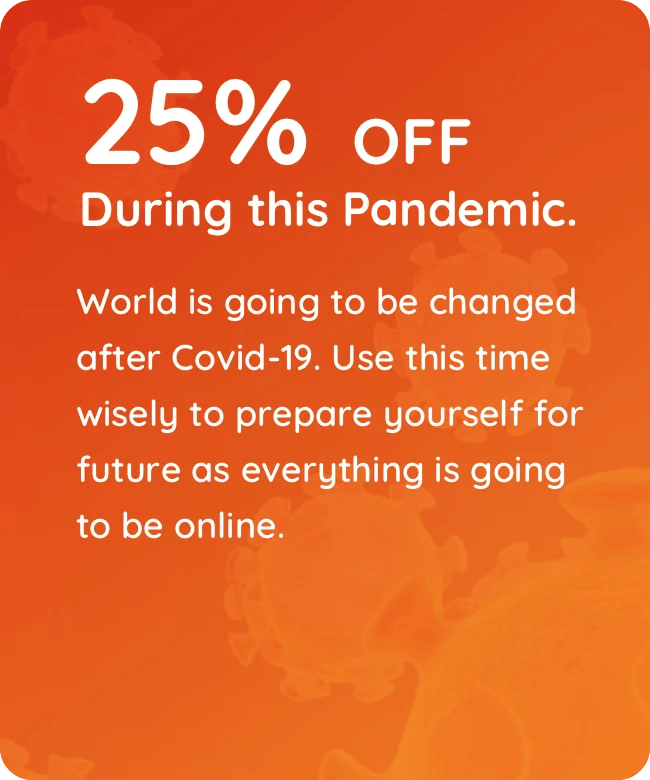 25% OFF
During this Pandemic.
World is going to be changed
after Covid-19. Use this time
wisely to prepare yourself for
future as everything is going
to be online.